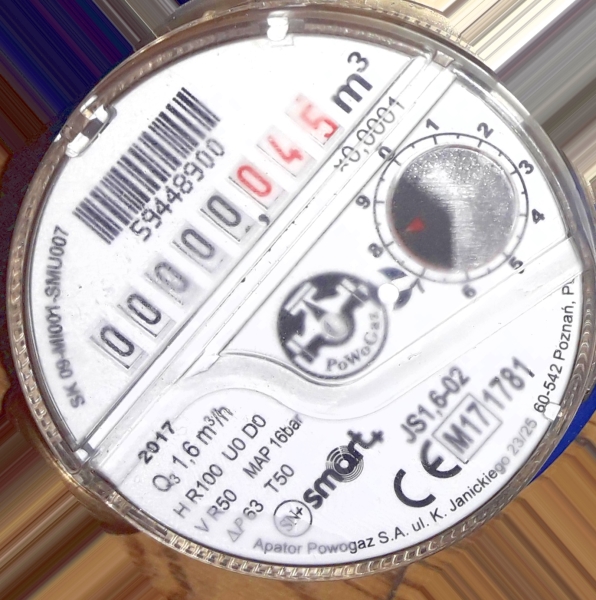 SK 09-MI001-SMU007
59448900
00000,045 m³
×0,0001
0 1 2 3 4 5 6 7 8 9
PoWoGaz
2017
Q₃ 1,6 m³/h
H R100 U0 D0
V R50 MAP 16bar
ΔP63 T50
SN+
smart+
JS1,6-02
CE M17 1781
Apator Powogaz S.A. ul. K. Janickiego 23/25 60-542 Poznań,